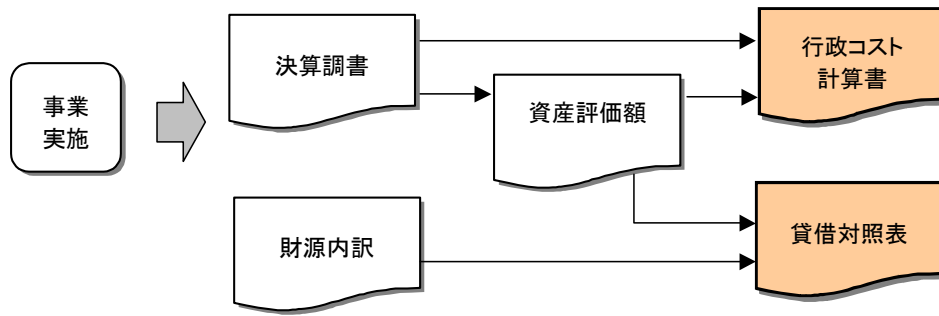 事業
実施
決算調書
資産評価額
行政コスト
計算書
財源内訳
貸借対照表